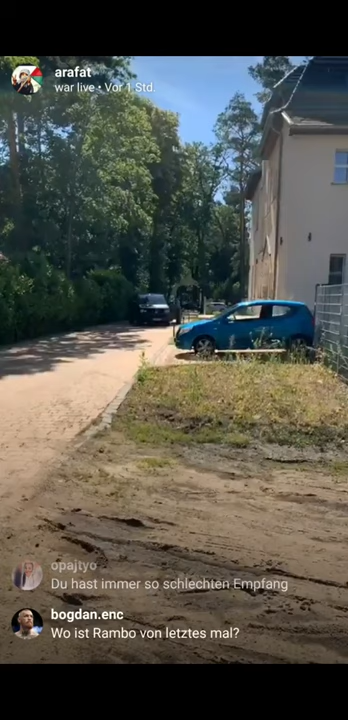 arafat
war live • Vor 1 Std.
opajtyo
Du hast immer so schlechten Empfang
bogdan.enc
Wo ist Rambo von letztes mal?